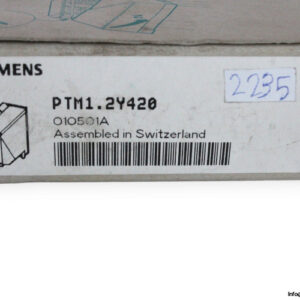 EMENS
2235
PTM1.2Y420
010501A
Assembled in Switzerland